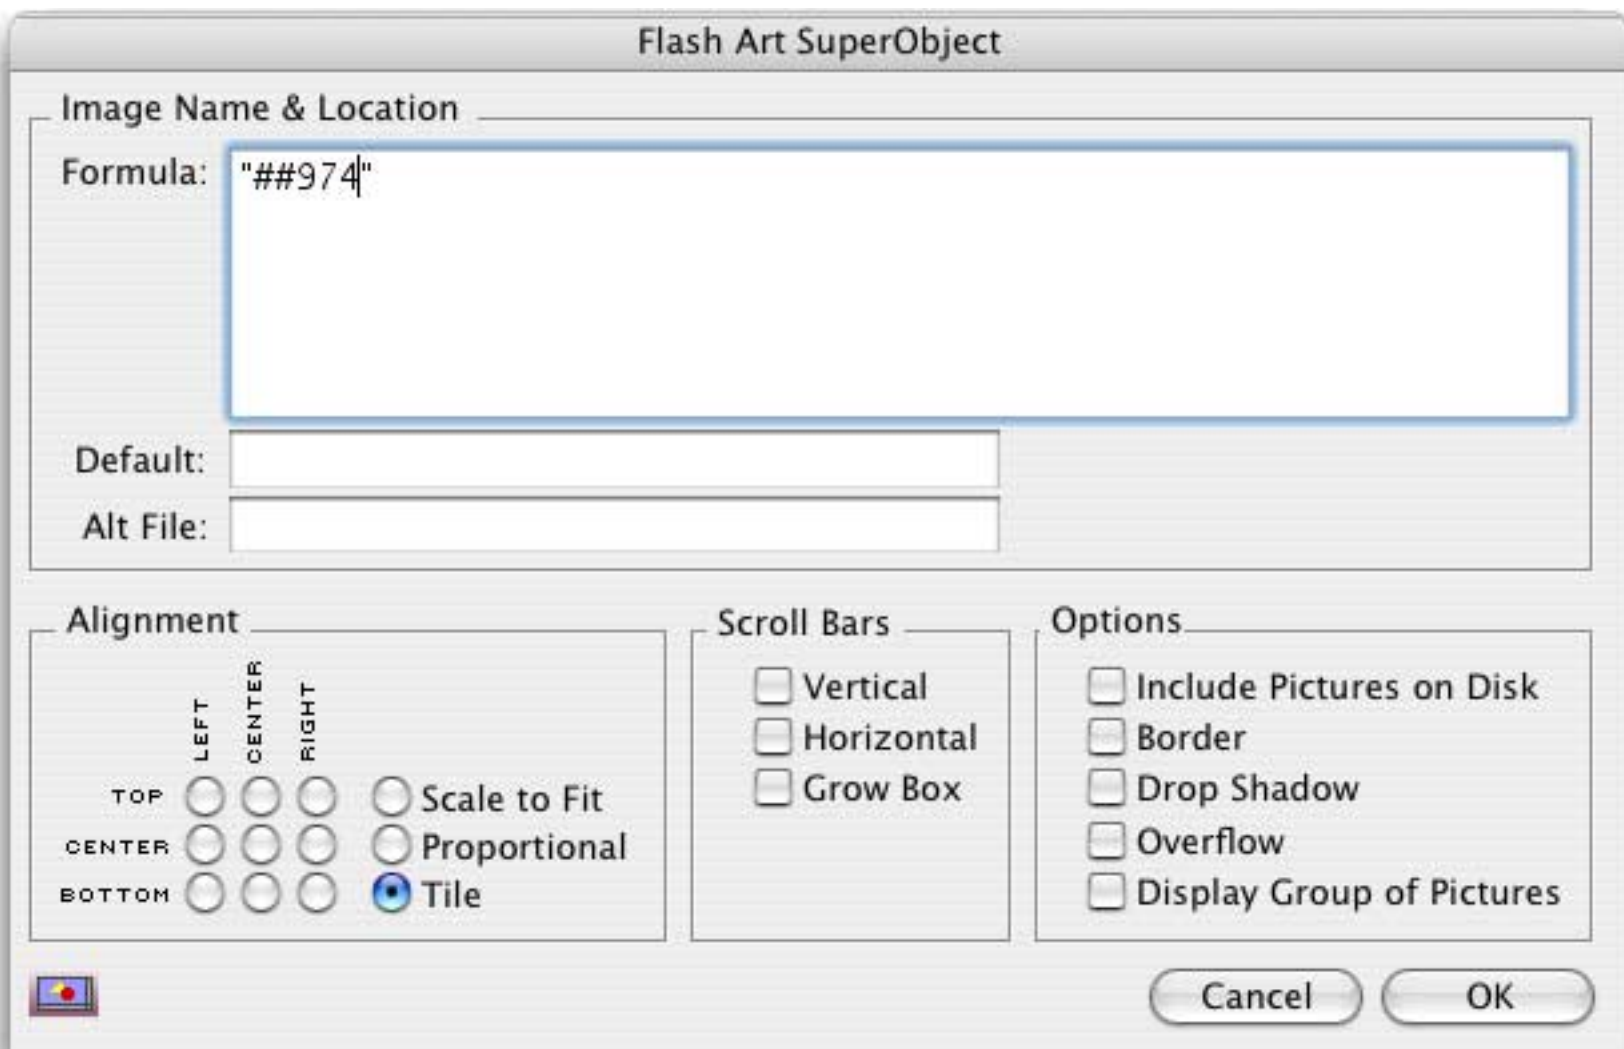 Flash Art SuperObject
Image Name & Location
Formula: "##974"
Default:
Alt File:
Alignment
LEFT
CENTER
RIGHT
TOP Scale to Fit
CENTER Proportional
BOTTOM Tile
Scroll Bars
Vertical
Horizontal
Grow Box
Options
Include Pictures on Disk
Border
Drop Shadow
Overflow
Display Group of Pictures
Cancel OK